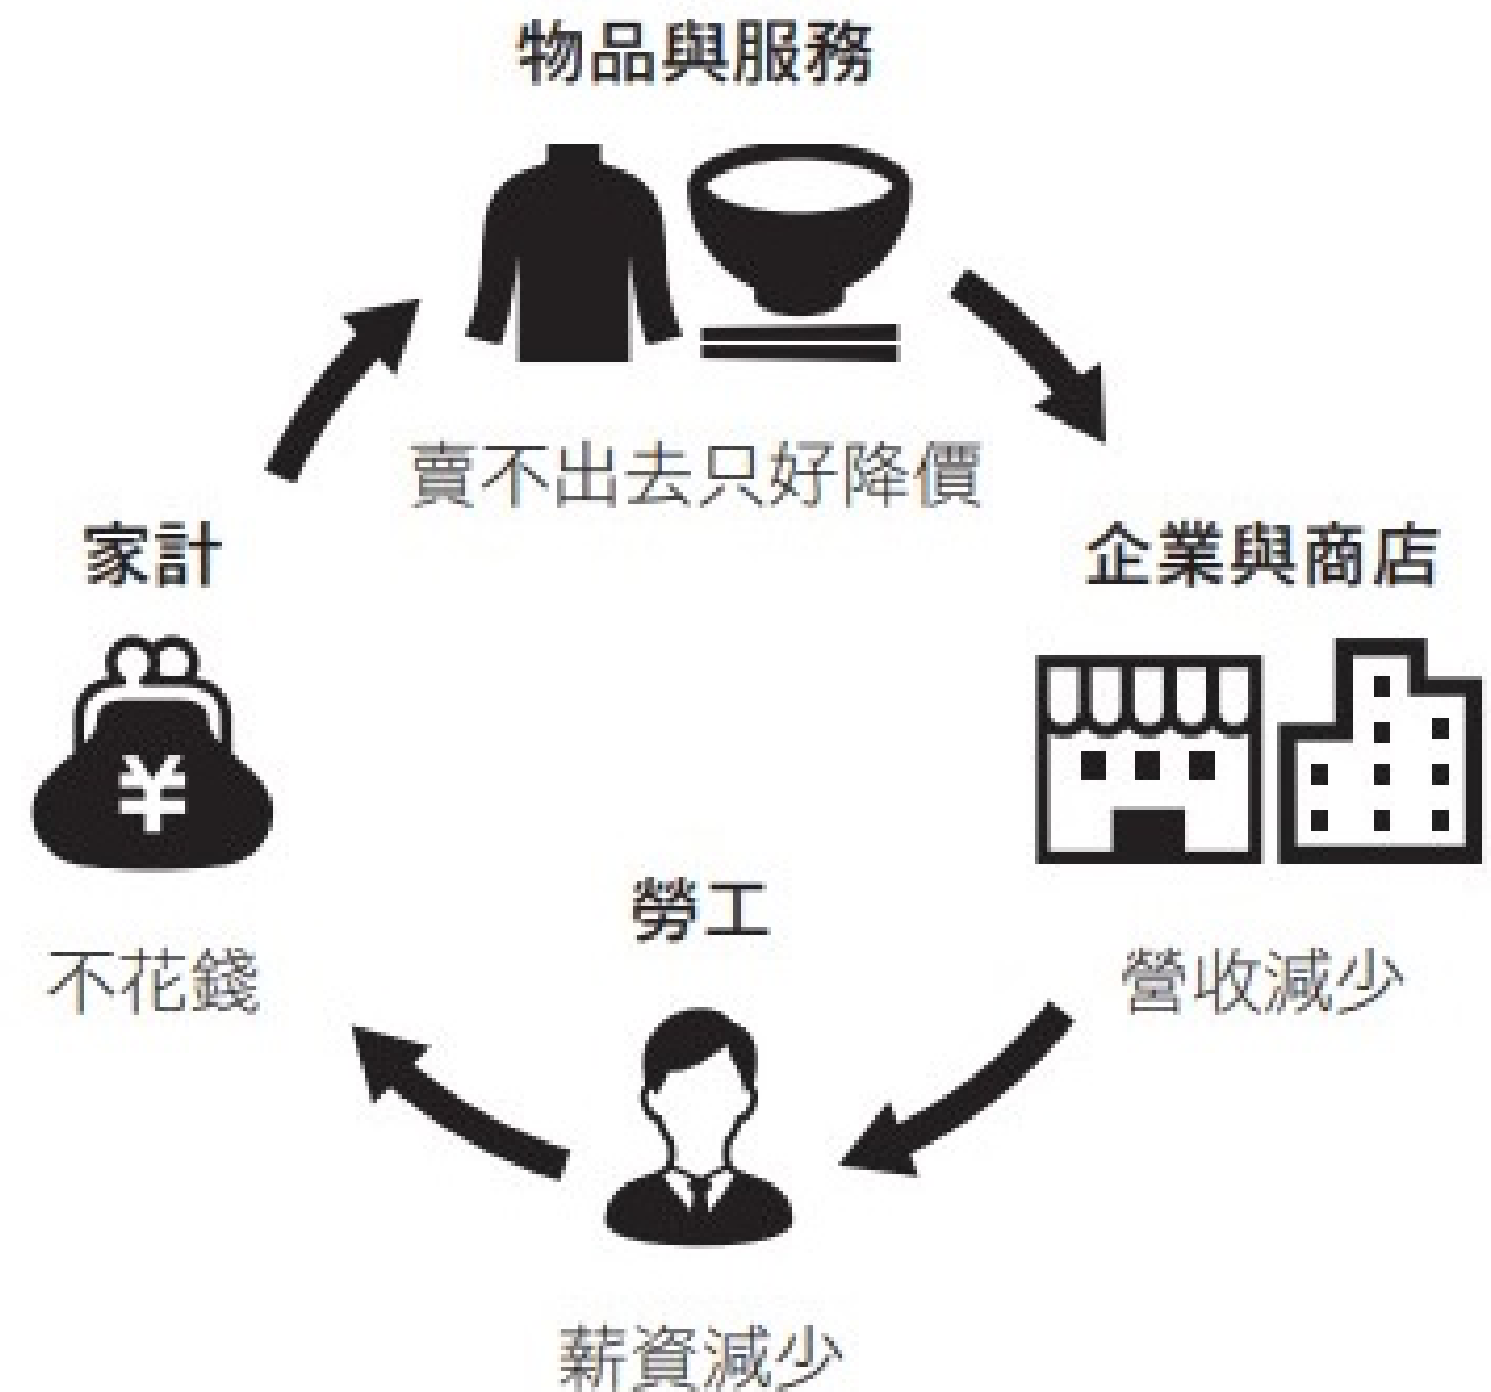 物品與服務
賣不出去只好降價
家計
¥
不花錢
企業與商店
營收減少
勞工
薪資減少